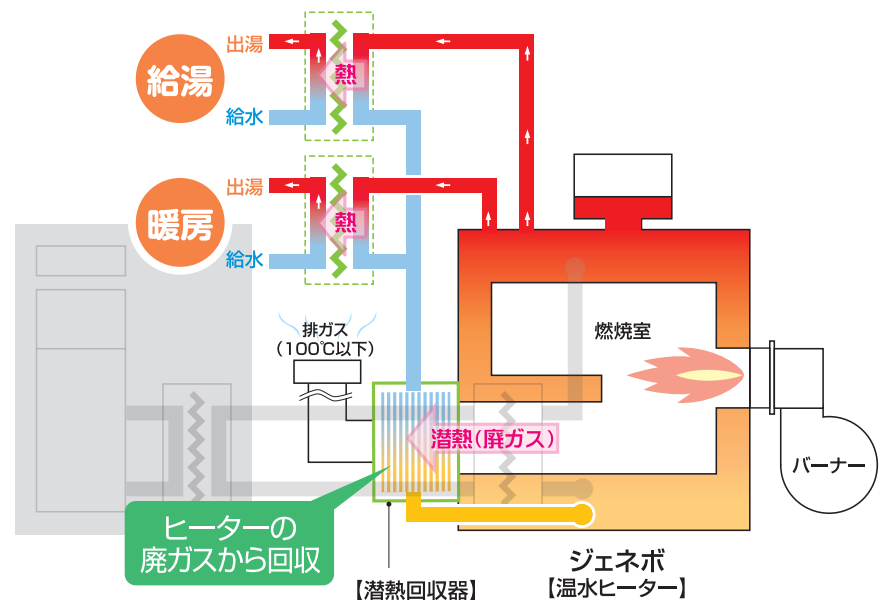 出湯
給湯
熱
給水
出湯
暖房
熱
給水
排ガス
（100℃以下）
燃焼室
潜熱（廃ガス）
バーナー
ヒーターの
廃ガスから回収
ジェネボ
【潜熱回収器】
【温水ヒーター】